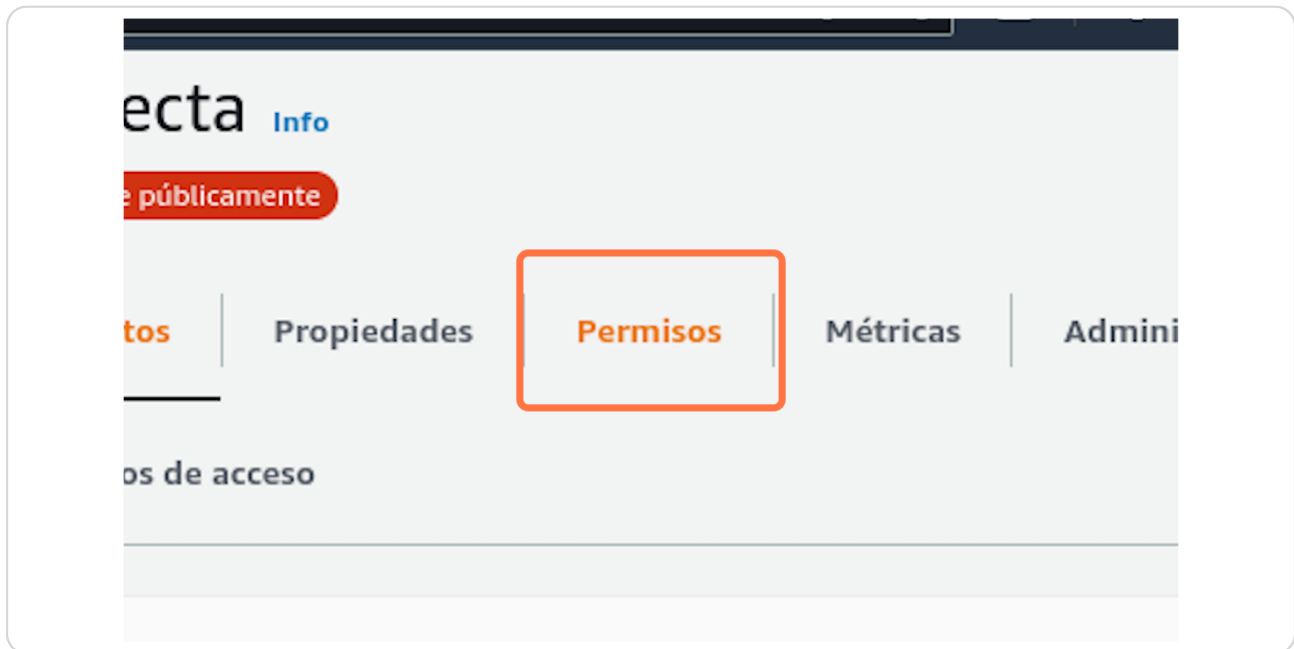 ecta Info
e públicamente
tos Propiedades Permisos Métricas Admini
os de acceso